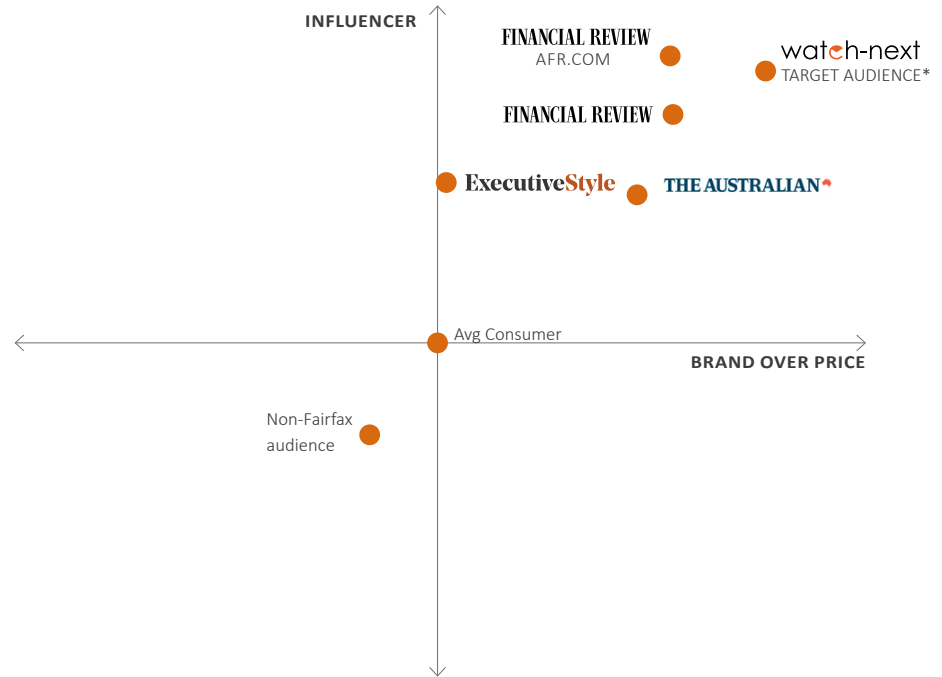 INFLUENCER
FINANCIAL REVIEW
AFR.COM
watch-next
TARGET AUDIENCE*
FINANCIAL REVIEW
ExecutiveStyle
THE AUSTRALIAN
Avg Consumer
BRAND OVER PRICE
Non-Fairfax
audience